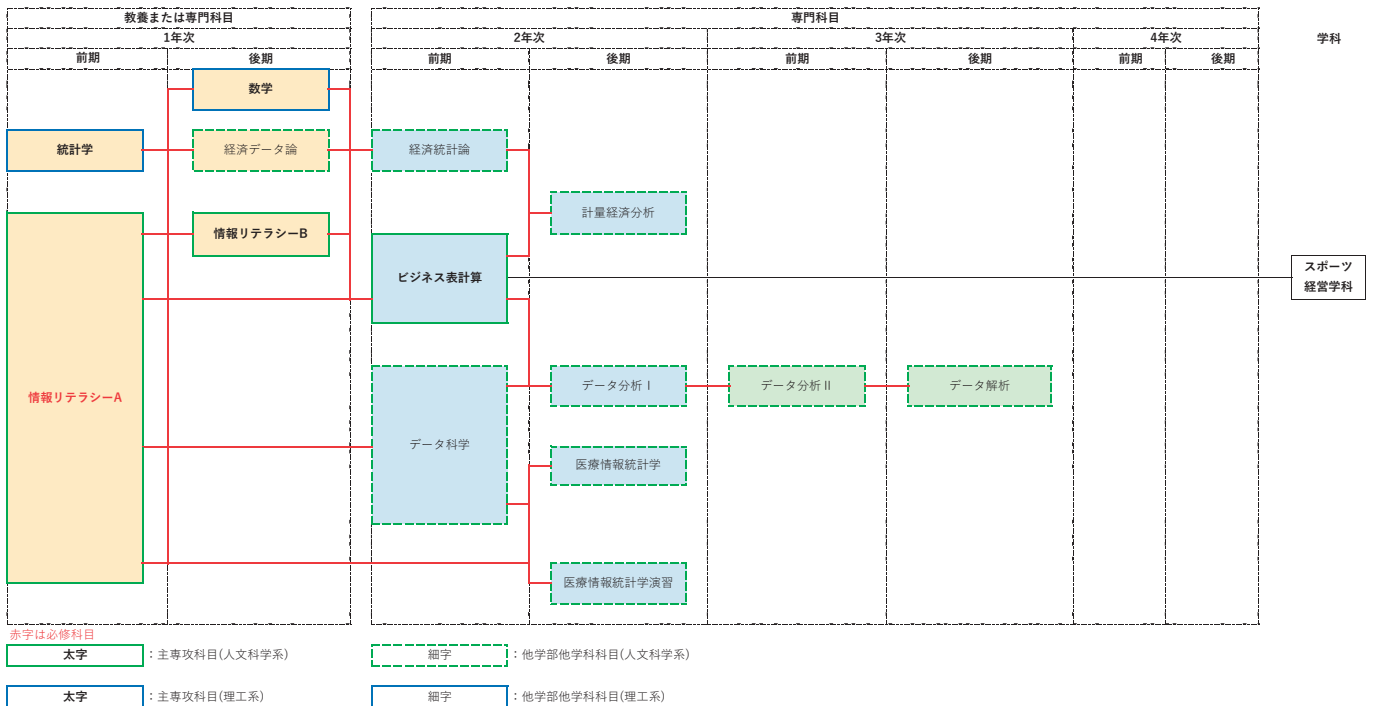 教養または専門科目
専門科目
1年次
2年次
3年次
4年次
学科
前期
後期
前期
後期
前期
後期
前期
後期
数学
統計学
経済データ論
経済統計論
計量経済分析
情報リテラシーB
ビジネス表計算
スポーツ
経営学科
情報リテラシーA
データ分析Ⅰ
データ分析Ⅱ
データ解析
データ科学
医療情報統計学
医療情報統計学演習
赤字は必修科目
太字
：主専攻科目(人文科学系)
細字
：他学部他学科科目(人文科学系)
太字
：主専攻科目(理工系)
細字
：他学部他学科科目(理工系)